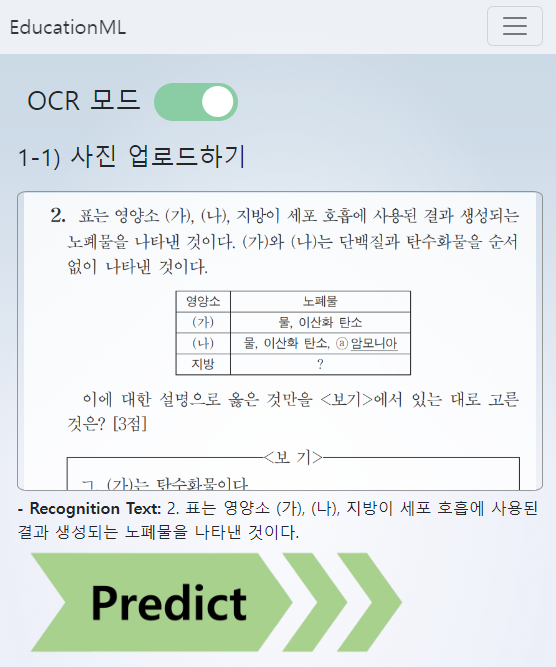 EducationML
OCR 모드
1-1) 사진 업로드하기
2. 표는 영양소 (가), (나), 지방이 세포 호흡에 사용된 결과 생성되는
노폐물을 나타낸 것이다. (가)와 (나)는 단백질과 탄수화물을 순서
없이 나타낸 것이다.
영양소 노폐물
(가) 물, 이산화 탄소
(나) 물, 이산화 탄소, ⓐ암모니아
지방 ?
이에 대한 설명으로 옳은 것만을 <보기>에서 있는 대로 고른
것은? [3점]
<보 기>
ㄱ. (가)는 탄수화물이다.
- Recognition Text: 2. 표는 영양소 (가), (나), 지방이 세포 호흡에 사용된
결과 생성되는 노폐물을 나타낸 것이다.
Predict